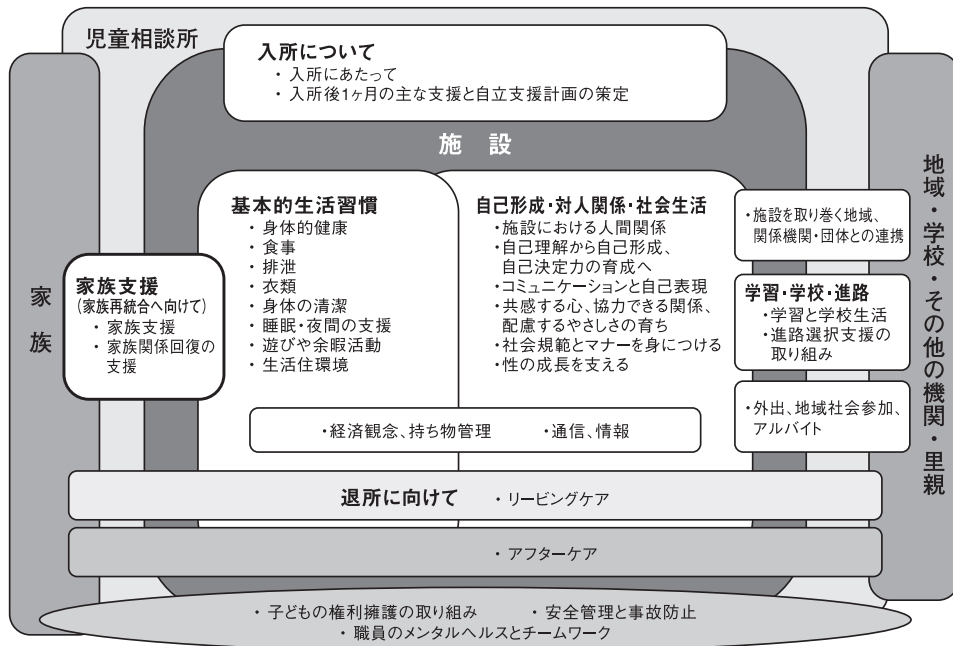 児童相談所
入所について
・ 入所にあたって
・ 入所後1ヶ月の主な支援と自立支援計画の策定
施 設
家族
基本的生活習慣
・ 身体的健康
・ 食事
・ 排泄
・ 衣類
・ 身体の清潔
・ 睡眠・夜間の支援
・ 遊びや余暇活動
・ 生活住環境
自己形成・対人関係・社会生活
・施設における人間関係
・自己理解から自己形成、
自己決定力の育成へ
・コミュニケーションと自己表現
・共感する心、協力できる関係、
配慮するやさしさの育ち
・社会規範とマナーを身につける
・性の成長を支える
家族支援
(家族再統合へ向けて)
・ 家族支援
・ 家族関係回復の
支援
・施設を取り巻く地域、
関係機関・団体との連携
学習・学校・進路
・学習と学校生活
・進路選択支援の
取り組み
・外出、地域社会参加、
アルバイト
地域・学校・その他の機関・里親
・経済観念、持ち物管理 ・通信、情報
退所に向けて ・リービングケア
・アフターケア
・ 子どもの権利擁護の取り組み ・ 安全管理と事故防止
・ 職員のメンタルヘルスとチームワーク